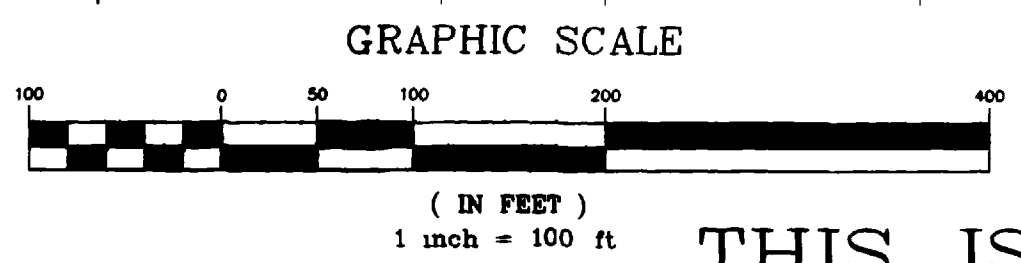 GRAPHIC SCALE
100 0 50 100 200 400
( IN FEET )
1 inch = 100 ft
THIS IS